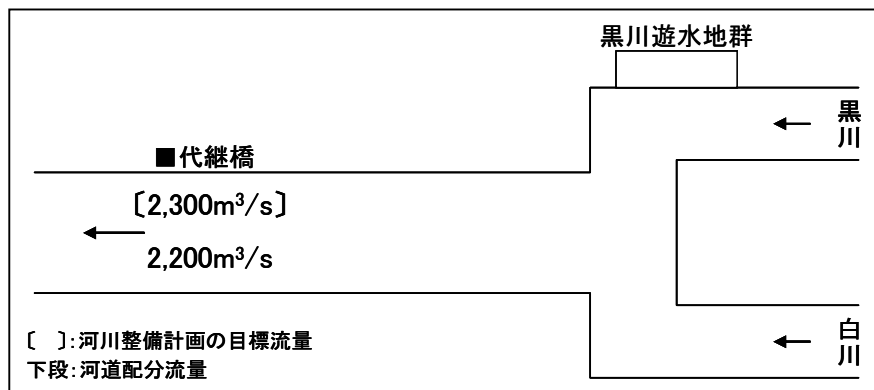 黒川遊水地群
黒川
■代継橋
〔2,300m³/s〕
2,200m³/s
白川
〔 〕:河川整備計画の目標流量
下段:河道配分流量